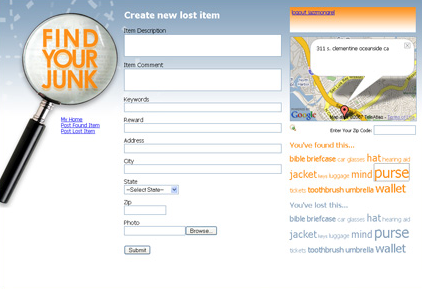 FIND
YOUR
JUNK
My Home
Post Found Item
Post Lost Item
Create new lost item
Item Description
Item Comment
Keywords
Reward
Address
City
State
--Select State--
Zip
Photo
Browse...
Submit
logout jazzmongrel
311 s. clementine oceanside ca
Google
Enter Your Zip Code:
You've found this...
bible briefcase car glasses hat hearing aid
jacket keys luggage mind purse
tickets toothbrush umbrella wallet
You've lost this...
bible briefcase car glasses hat hearing aid
jacket keys luggage mind purse
tickets toothbrush umbrella wallet